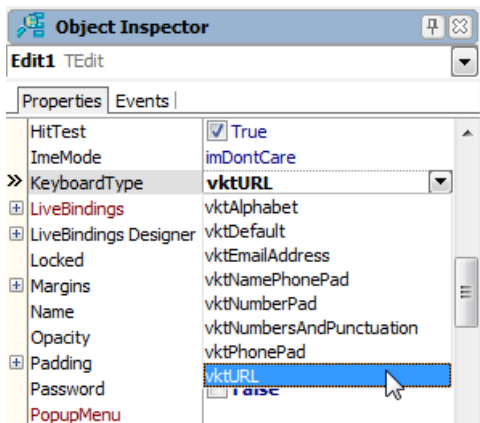 Object Inspector
Edit1 TEdit
Properties Events
HitTest True
ImeMode imDontCare
KeyboardType vktURL
LiveBindings vktAlphabet
LiveBindings Designer vktDefault
Locked vktEmailAddress
Margins vktNamePhonePad
Name vktNumberPad
Opacity vktNumbersAndPunctuation
Padding vktPhonePad
vktURL
Password False
PopupMenu